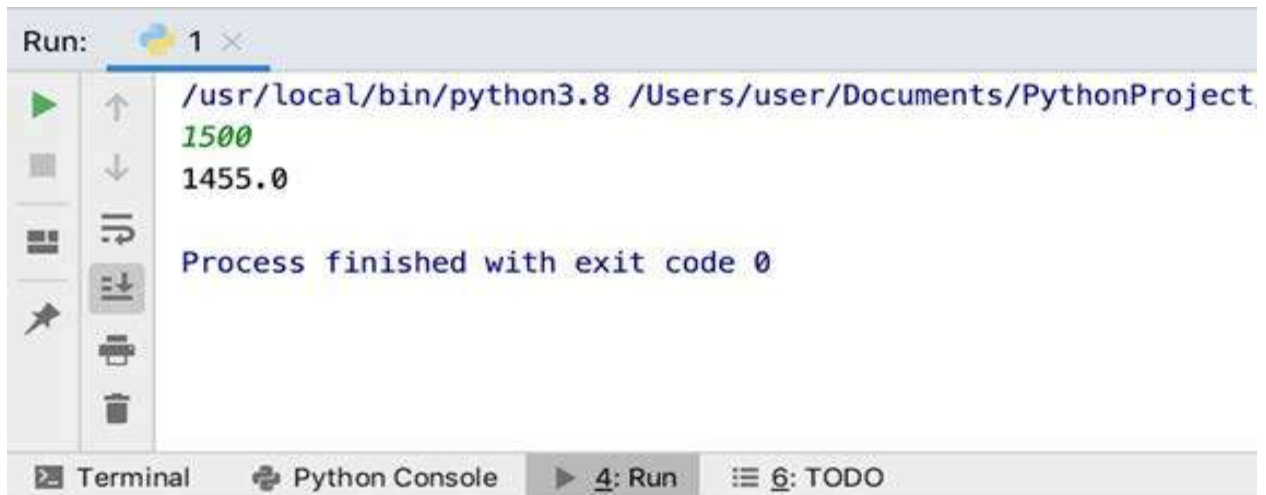 Run: 1
/usr/local/bin/python3.8 /Users/user/Documents/PythonProject
1500
1455.0
Process finished with exit code 0
Terminal Python Console 4: Run 6: TODO